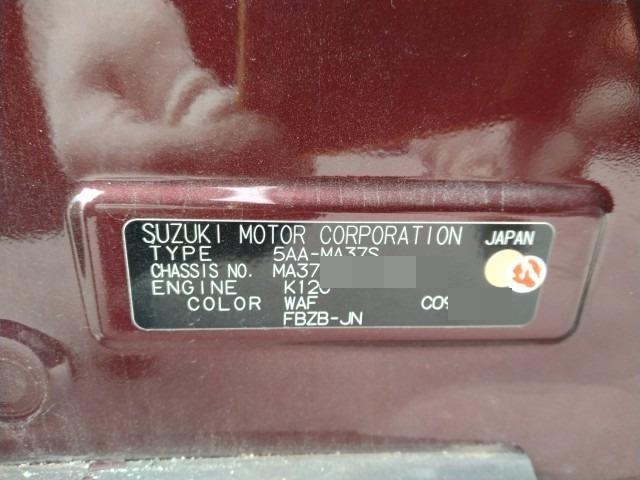 SUZUKI MOTOR CORPORATION JAPAN
TYPE 5AA-MA37S
CHASSIS NO. MA37
ENGINE K12C
COLOR WAF
FBZB-JN